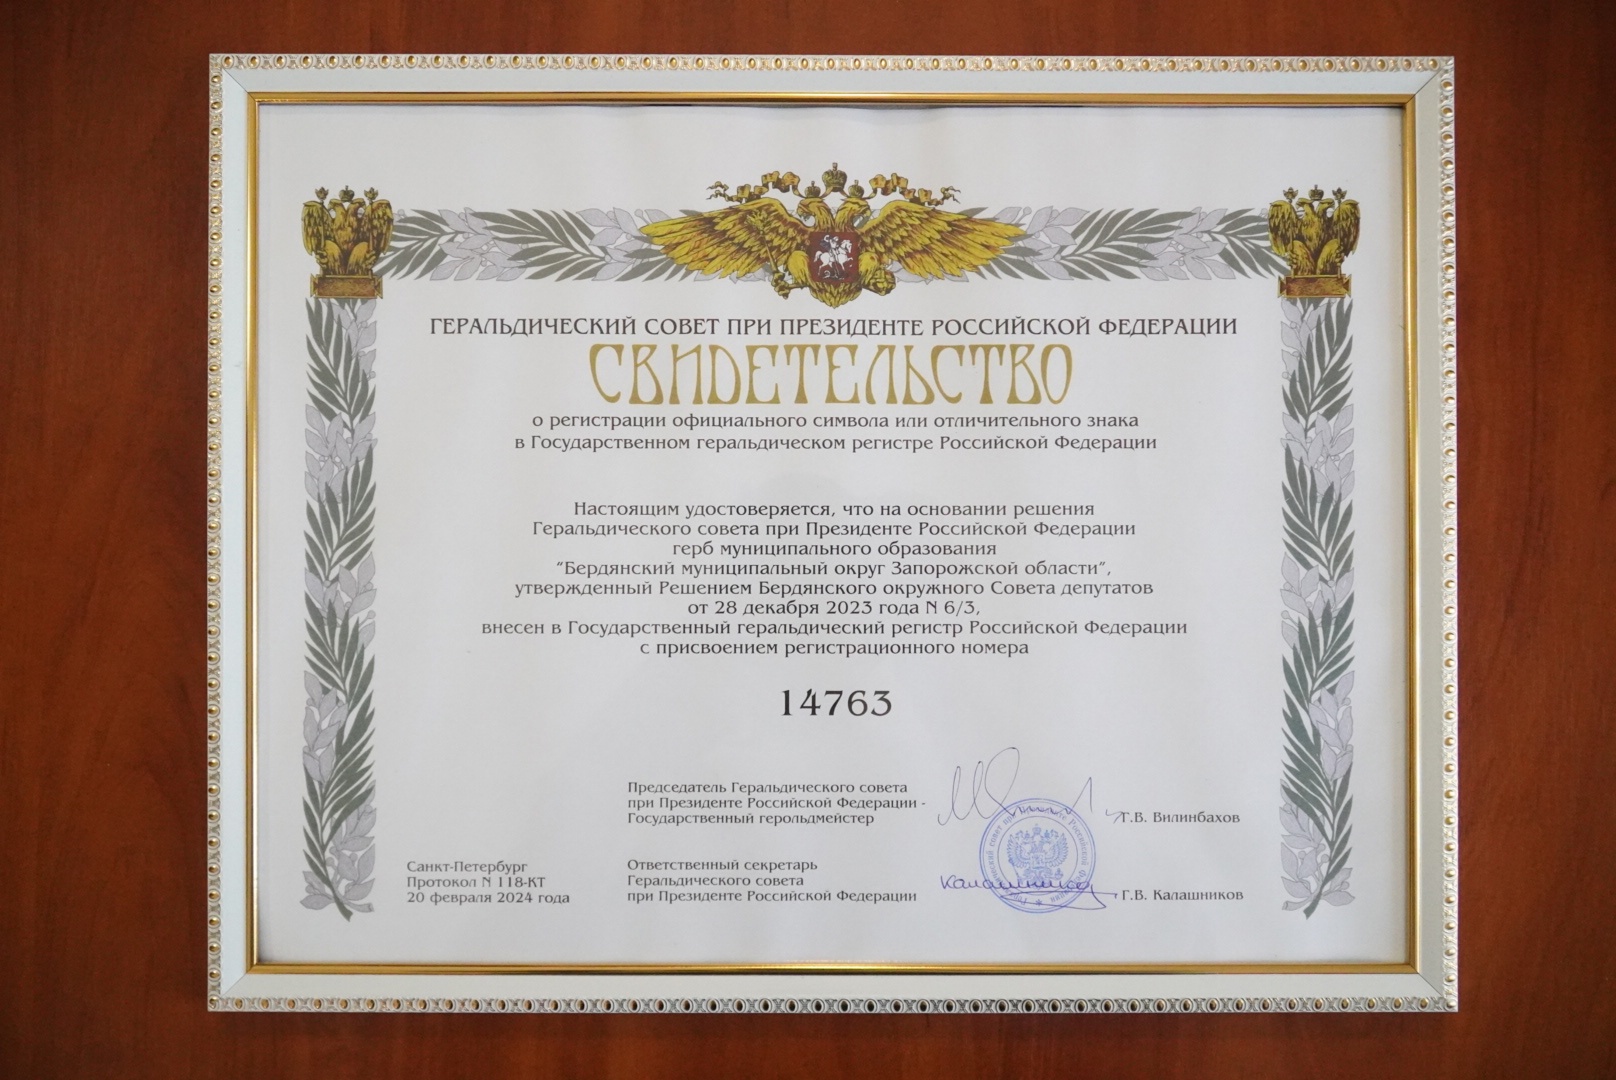 ГЕРАЛЬДИЧЕСКИЙ СОВЕТ ПРИ ПРЕЗИДЕНТЕ РОССИЙСКОЙ ФЕДЕРАЦИИ
СВИДЕТЕЛЬСТВО
о регистрации официального символа или отличительного знака
в Государственном геральдическом регистре Российской Федерации
Настоящим удостоверяется, что на основании решения
Геральдического совета при Президенте Российской Федерации
герб муниципального образования
"Бердянский муниципальный округ Запорожской области",
утвержденный Решением Бердянского окружного Совета депутатов
от 28 декабря 2023 года N 6/3,
внесен в Государственный геральдический регистр Российской Федерации
с присвоением регистрационного номера
14763
Председатель Геральдического совета
при Президенте Российской Федерации -
Государственный герольдмейстер
Г.В. Вилинбахов
Санкт-Петербург
Протокол N 118-КТ
20 февраля 2024 года
Ответственный секретарь
Геральдического совета
при Президенте Российской Федерации
Калашников
Г.В. Калашников